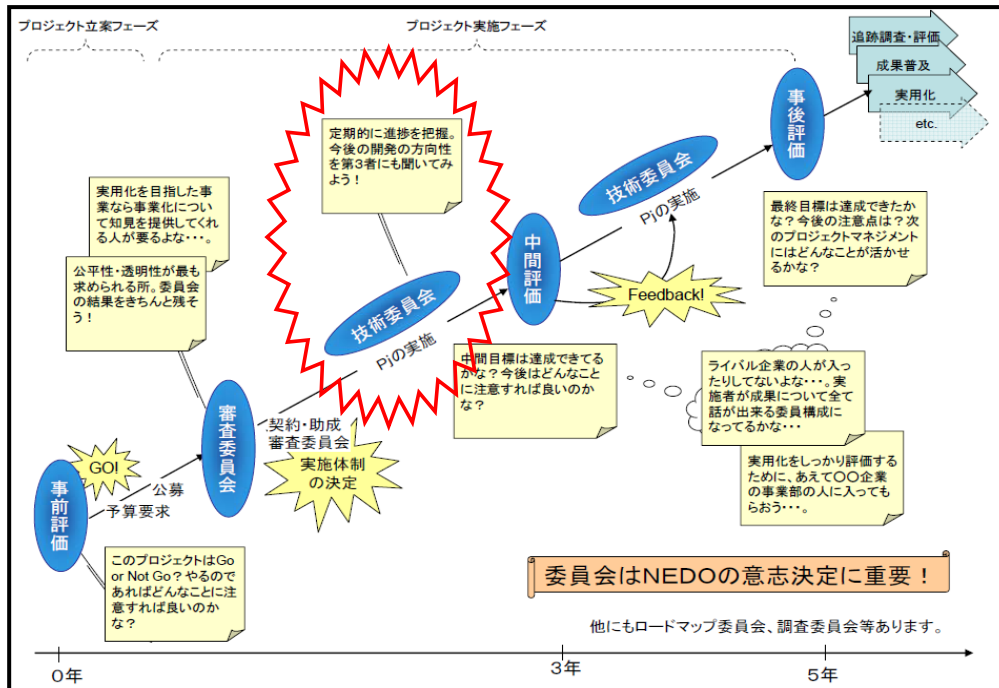 プロジェクト立案フェーズ
プロジェクト実施フェーズ
追跡調査・評価
成果普及
実用化
etc.
事後評価
定期的に進捗を把握。
今後の開発の方向性
を第3者にも聞いてみ
よう！
技術委員会
Pjの実施
実用化を目指した事
業なら事業化につい
て知見を提供してくれ
る人が要るよな・・・。
公平性・透明性が最も
求められる所。委員会
の結果をきちんと残そ
う！
最終目標は達成できたか
な？今後の注意点は？次
のプロジェクトマネジメント
にはどんなことが活かせ
るかな？
中間評価
Feedback!
技術委員会
Pjの実施
中間目標は達成できてる
かな？今後はどんなこと
に注意すれば良いのか
な？
ライバル企業の人が入っ
たりしてないよな・・・。実
施者が成果について全て
話が出来る委員構成に
なってるかな・・・
実用化をしっかり評価する
ために、あえて〇〇企業
の事業部の人に入っても
らおう・・・。
審査委員会
契約・助成
審査委員会
実施体制
の決定
GO!
公募
予算要求
事前評価
このプロジェクトはGo
or Not Go？やるので
あればどんなことに注
意すれば良いのか
な？
委員会はNEDOの意志決定に重要！
他にもロードマップ委員会、調査委員会等あります。
0年
3年
5年